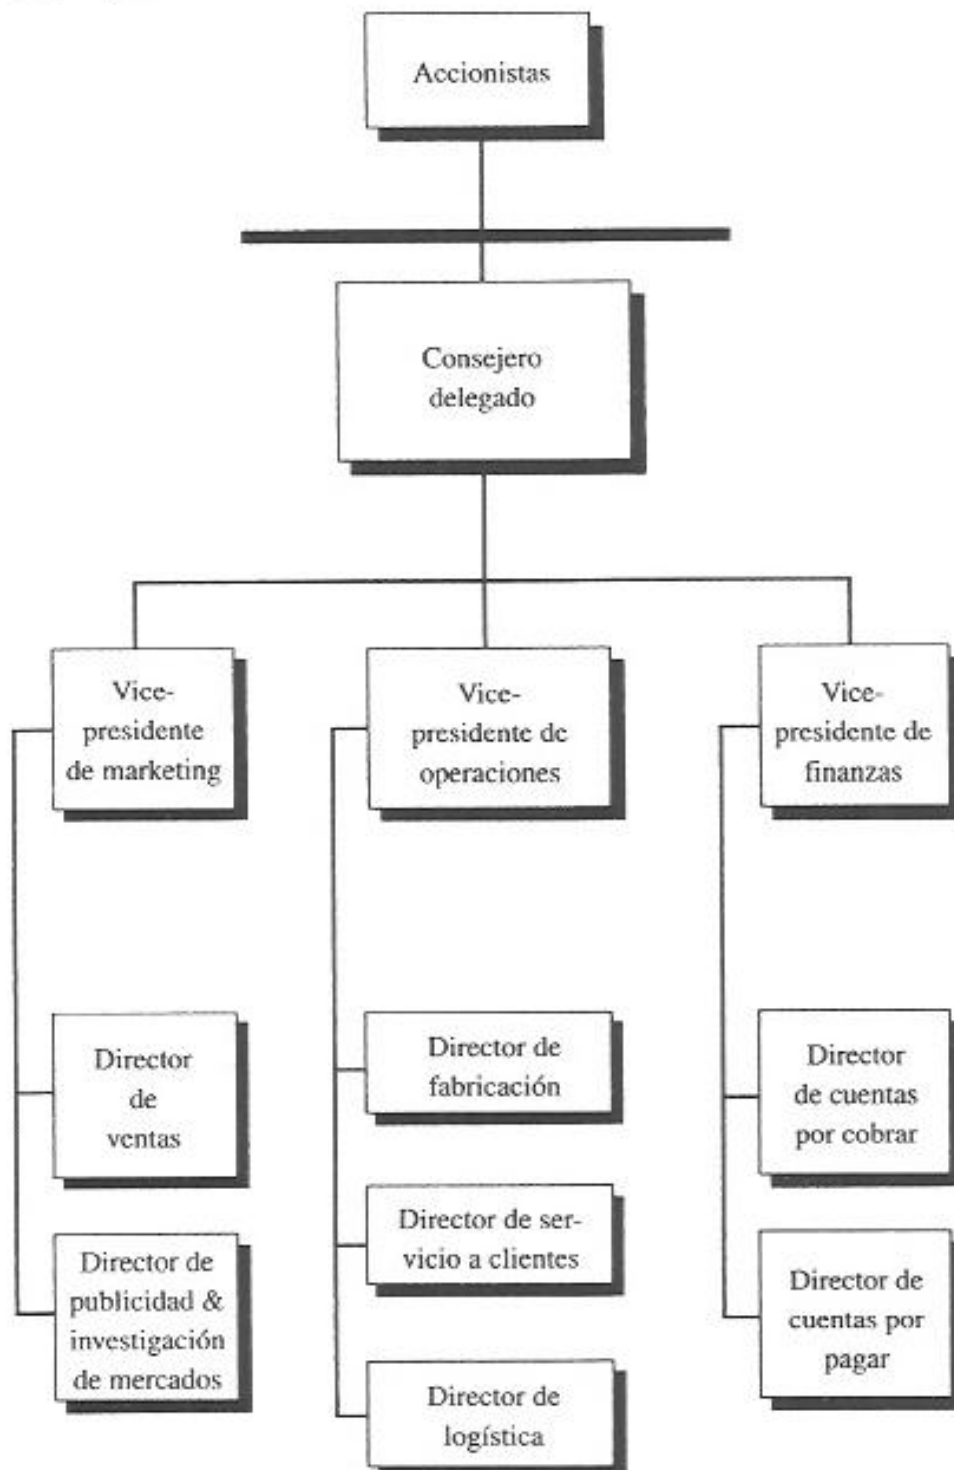 Accionistas
Consejero
delegado
Vice-
presidente
de marketing
Vice-
presidente de
operaciones
Vice-
presidente de
finanzas
Director
de
ventas
Director de
publicidad &
investigación
de mercados
Director de
fabricación
Director de ser-
vicio a clientes
Director de
logística
Director
de cuentas
por cobrar
Director de
cuentas por
pagar